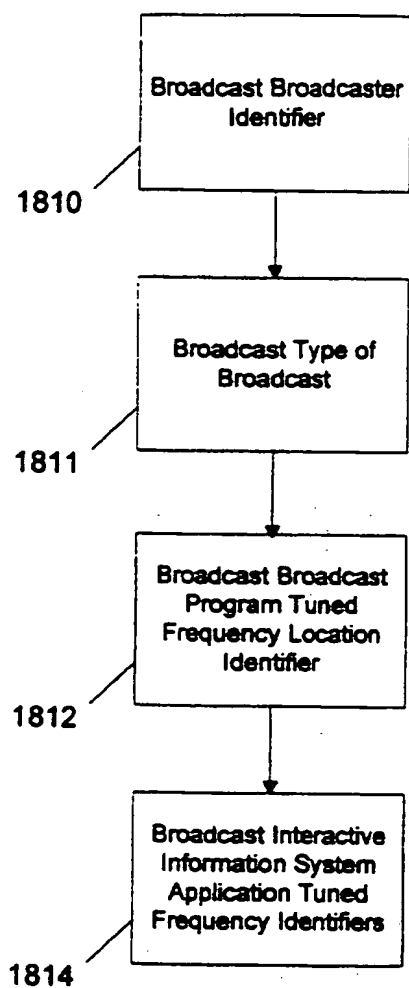 Broadcast Broadcaster
Identifier
1810
Broadcast Type of
Broadcast
1811
Broadcast Broadcast
Program Tuned
Frequency Location
Identifier
1812
Broadcast Interactive
Information System
Application Tuned
Frequency Identifiers
1814